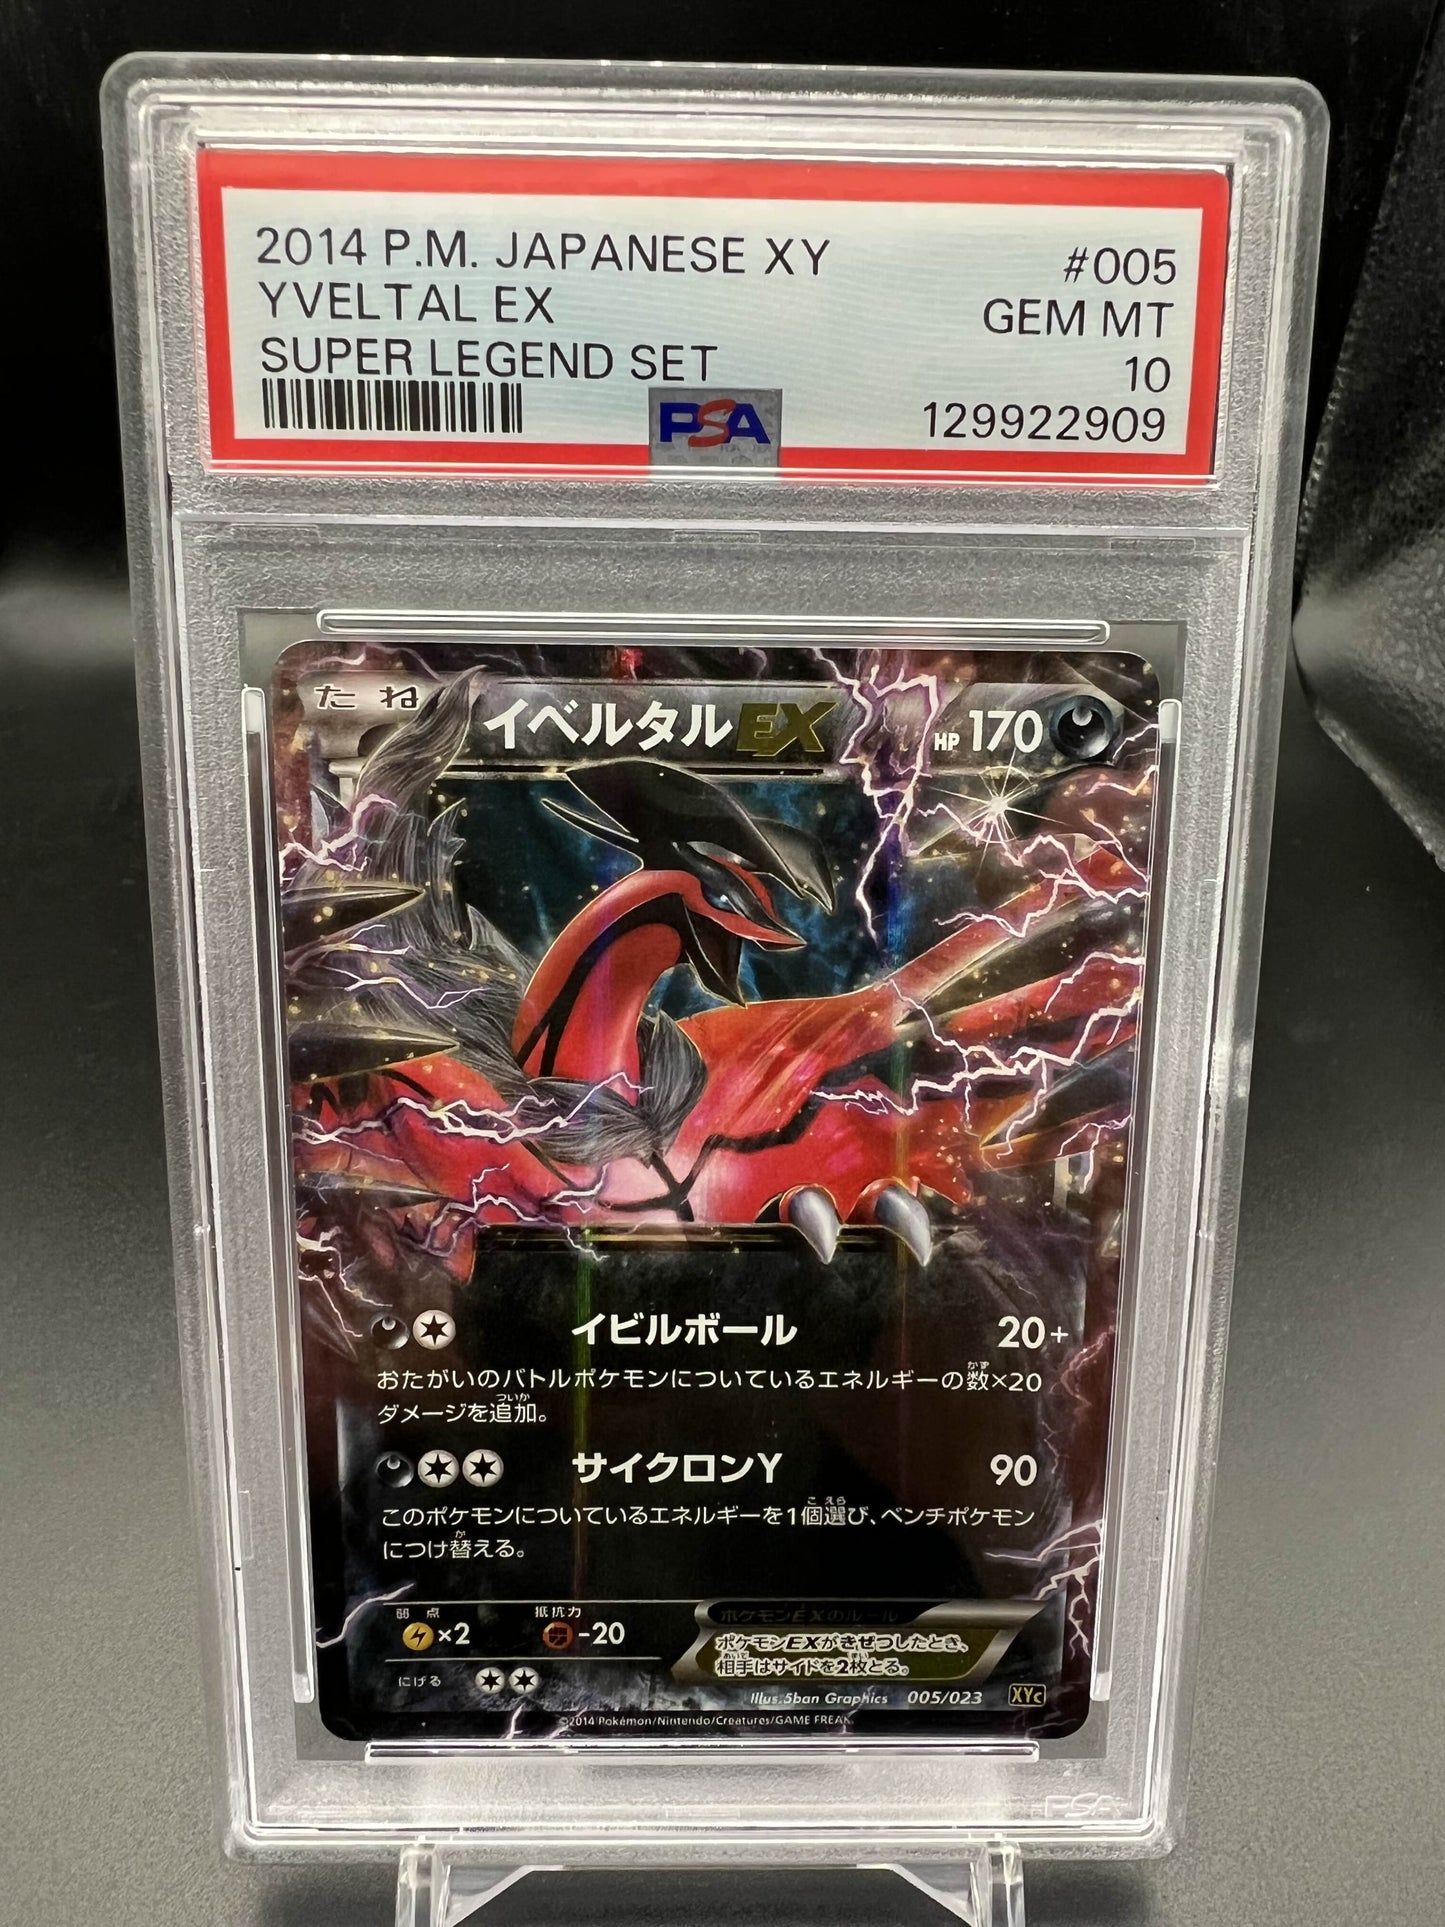 2014 P.M. JAPANESE XY #005
YVELTAL EX GEM MT
SUPER LEGEND SET 10
PSA 129922909
たね イベルタルEX HP170
イビルボール 20+
おたがいのバトルポケモンについているエネルギーの数×20
ダメージを追加。
サイクロンY 90
このポケモンについているエネルギーを1個選び、ベンチポケモン
につけ替える。
弱点 ×2 抵抗力 -20
にげる
ポケモンEXのルール
ポケモンEXがきぜつしたとき、
相手はサイドを2枚とる。
Illus.5ban Graphics 005/023 XYc
©2014 Pokémon/Nintendo/Creatures/GAME FREAK
PSA